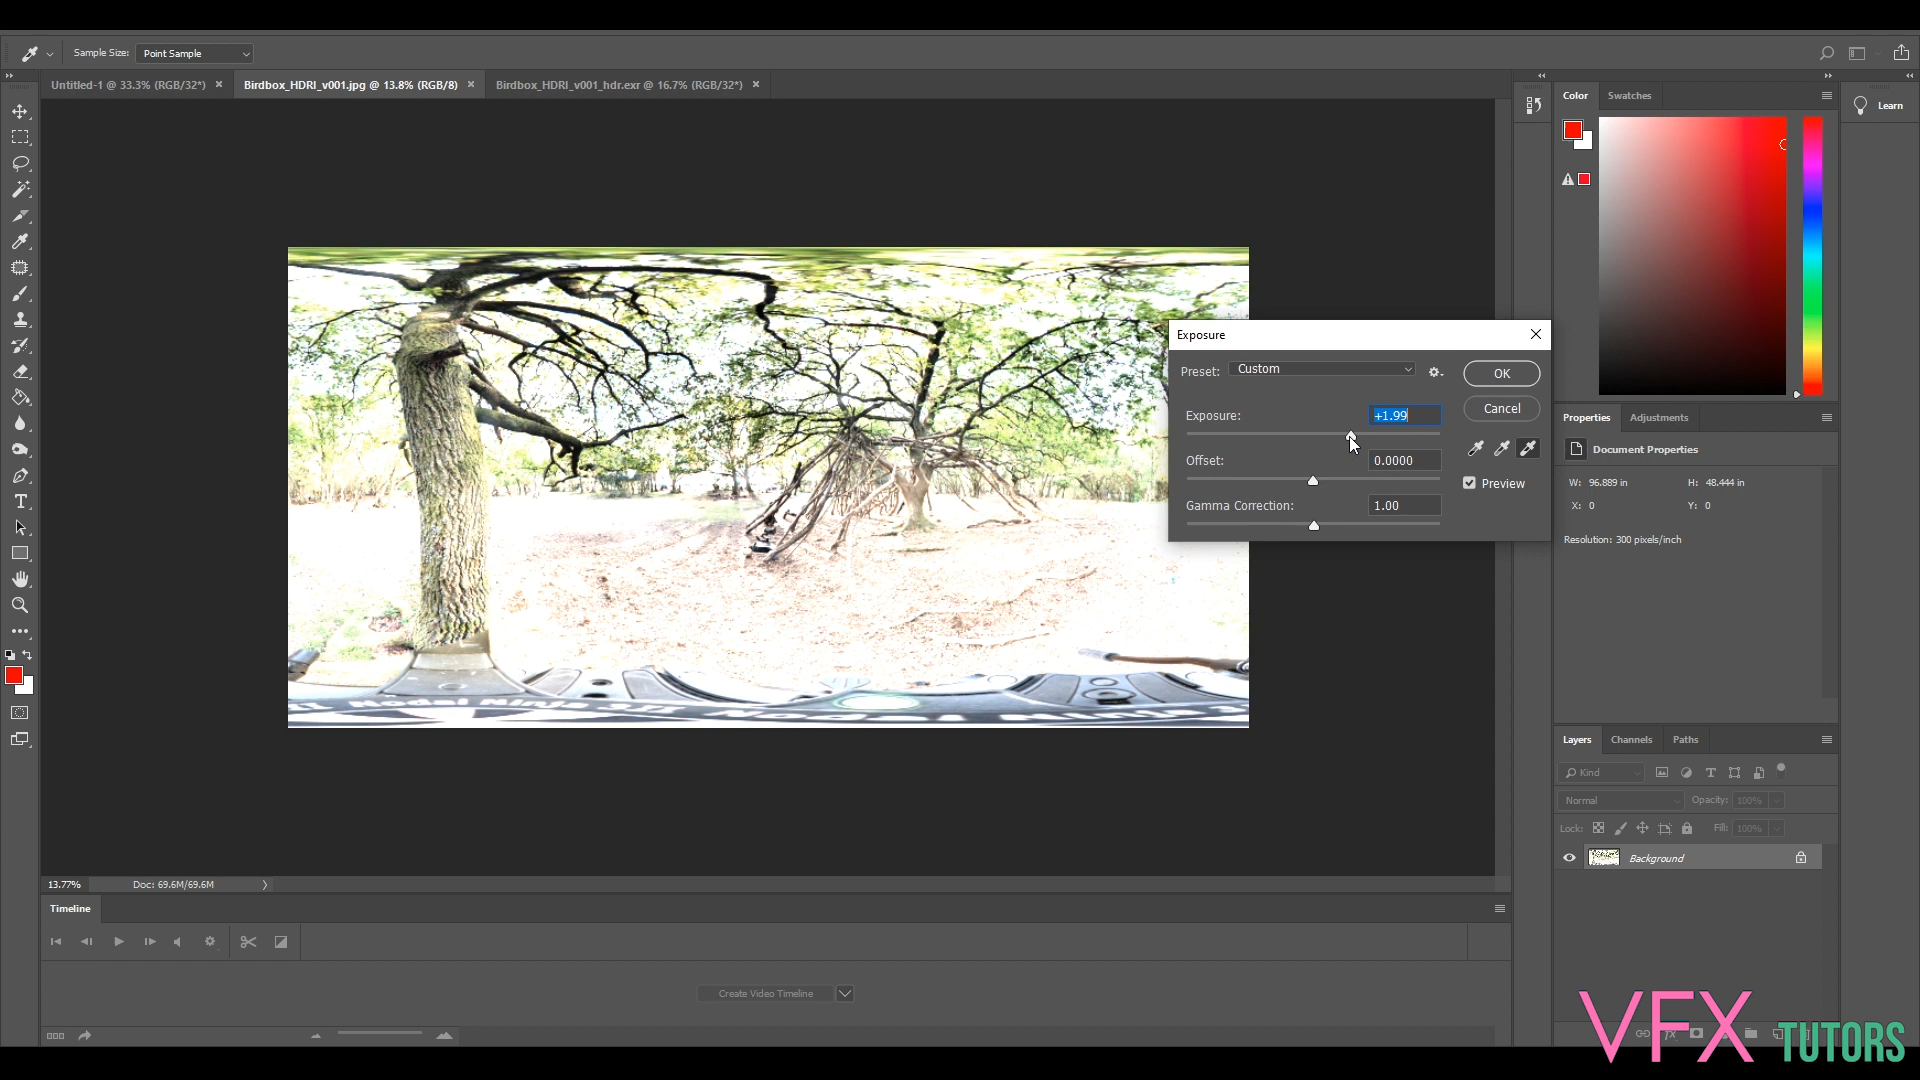 Sample Size: Point Sample
Untitled-1 @ 33.3% (RGB/32*) × Birdbox_HDRI_v001.jpg @ 13.8% (RGB/8) × Birdbox_HDRI_v001_hdr.exr @ 16.7% (RGB/32*) ×
Color Swatches
Learn
Exposure
Preset: Custom
OK
Cancel
Exposure: +1.99
Offset: 0.0000
Preview
Gamma Correction: 1.00
Properties Adjustments
Document Properties
W: 96.889 in H: 48.444 in
X: 0 Y: 0
Resolution: 300 pixels/inch
Layers Channels Paths
Kind
Normal Opacity: 100%
Lock: Fill: 100%
Background
13.77% Doc: 69.6M/69.6M
Timeline
Create Video Timeline
VFX TUTORS